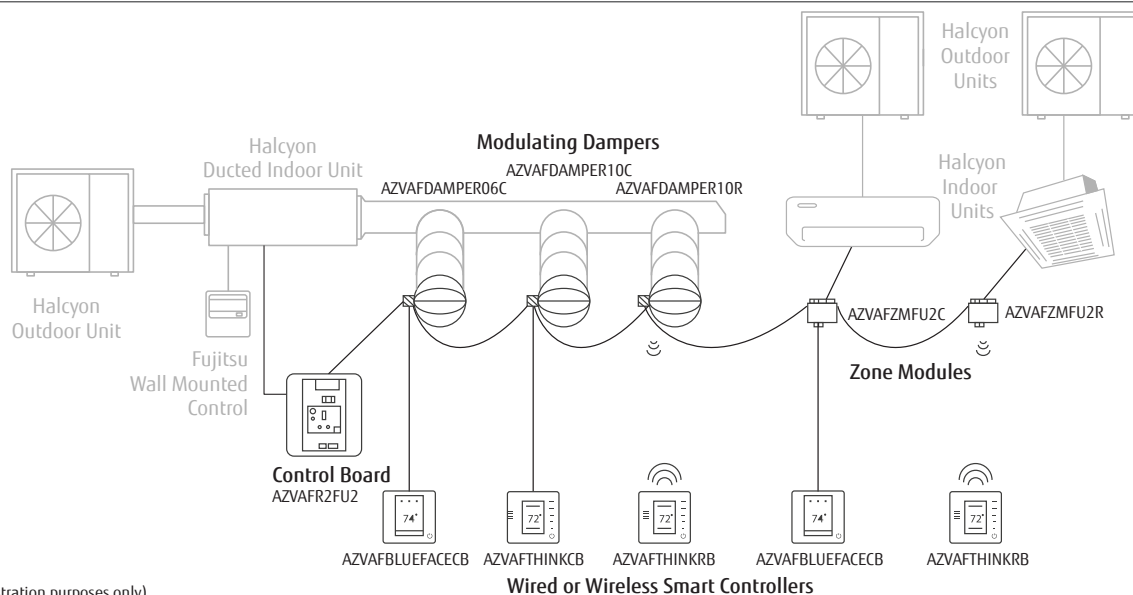 Halcyon
Outdoor
Units
Modulating Dampers
Halcyon
Ducted Indoor Unit
AZVAFDAMPER10C
AZVAFDAMPER06C
AZVAFDAMPER10R
Halcyon
Indoor
Units
Halcyon
Outdoor Unit
AZVAFZMFU2C
AZVAFZMFU2R
Fujitsu
Wall Mounted
Control
Zone Modules
Control Board
AZVAFR2FU2
74°
72°
72°
74°
72°
AZVAFBLUEFACECB
AZVAFTHINKCB
AZVAFTHINKRB
AZVAFBLUEFACECB
AZVAFTHINKRB
Wired or Wireless Smart Controllers
purposes only)